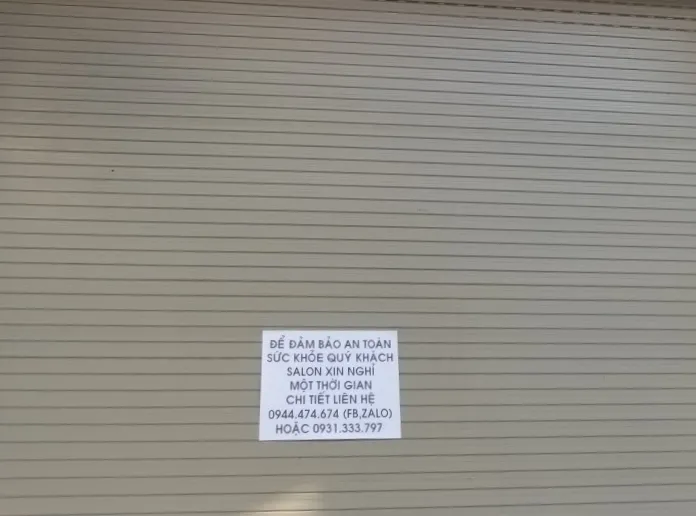 ĐỂ ĐẢM BẢO AN TOÀN
SỨC KHỎE QUÝ KHÁCH
SALON XIN NGHỈ
MỘT THỜI GIAN
CHI TIẾT LIÊN HỆ
0944.474.674 (FB,ZALO)
HOẶC 0931.333.797